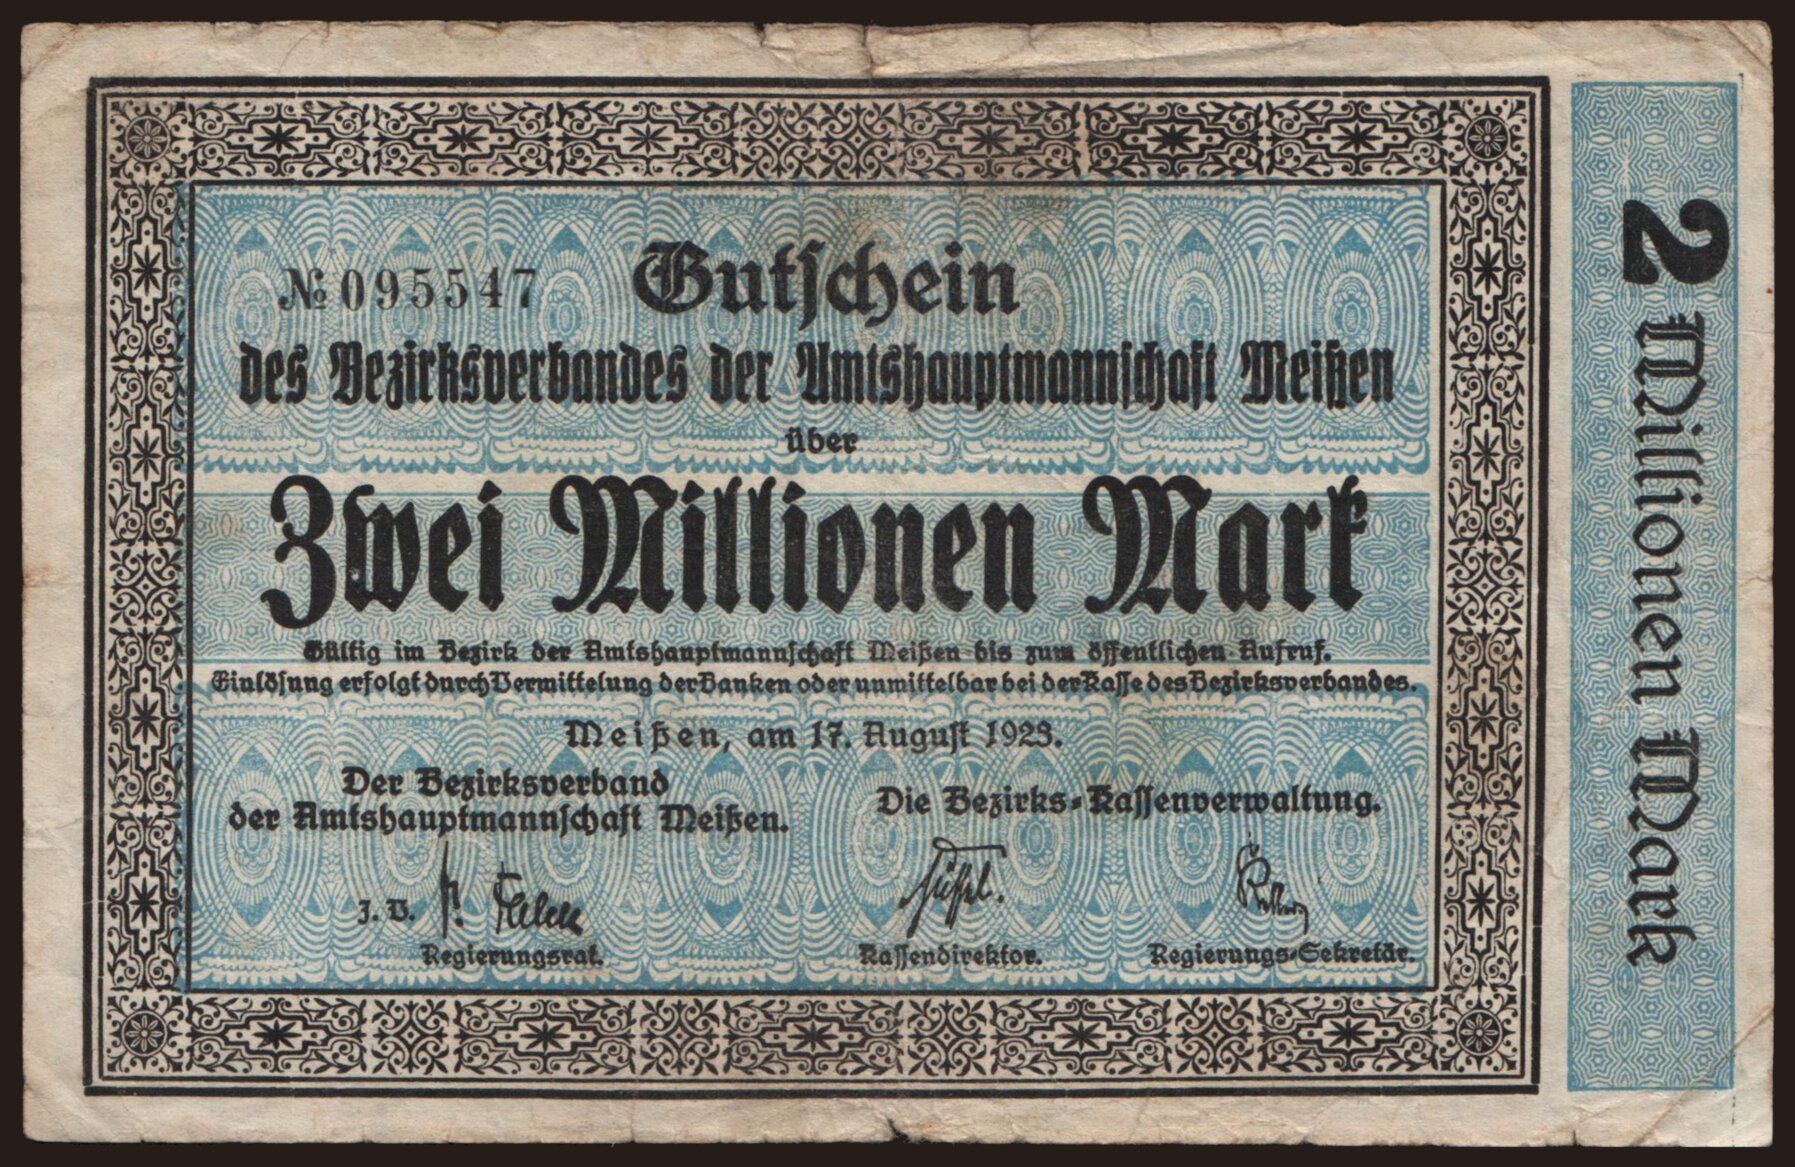 № 095547
Gutschein
des Bezirksverbandes der Amtshauptmannschaft Meißen
über
Zwei Millionen Mark
Gültig im Bezirk der Amtshauptmannschaft Meißen bis zum öffentlichen Aufruf.
Einlösung erfolgt durch Vermittelung der Banken oder unmittelbar bei der Kasse des Bezirksverbandes.
Meißen, am 17. August 1923.
Der Bezirksverband
der Amtshauptmannschaft Meißen.
J. V.
Regierungsrat.
Die Bezirks-Kassenverwaltung.
Kassendirektor.
Regierungs-Sekretär.
2 Millionen Mark